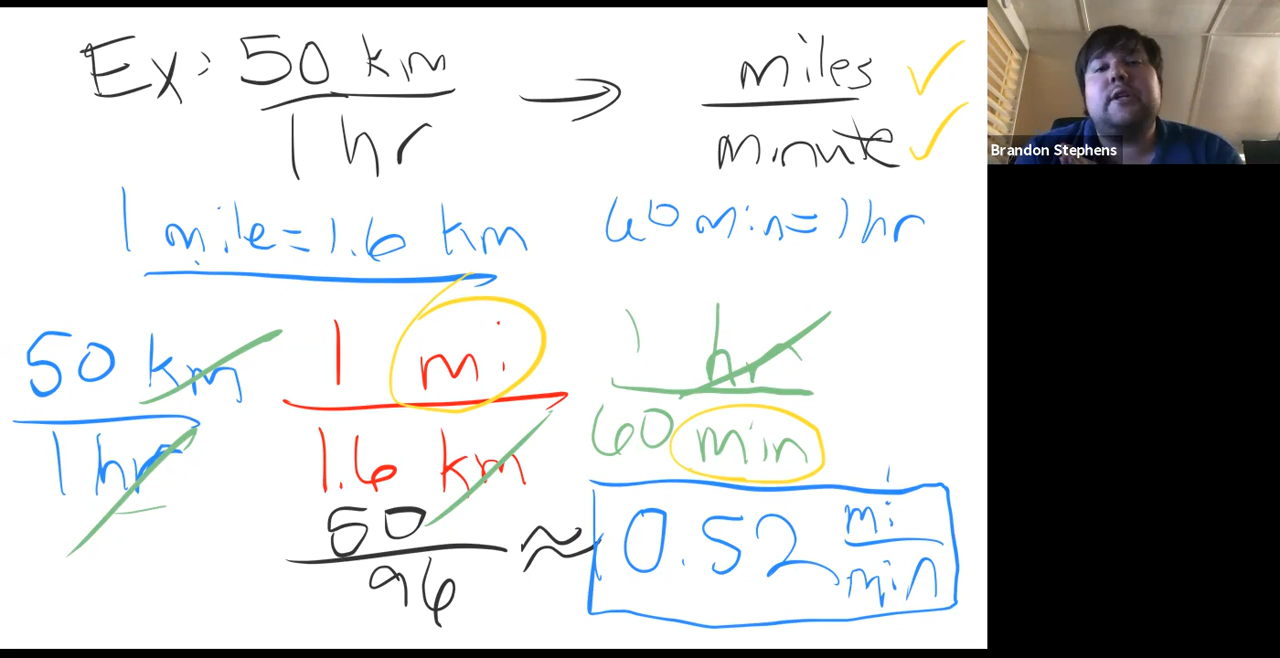 Ex: 50 km / 1 hr → miles ✓ / minute ✓
1 mile = 1.6 km 60 min = 1 hr
50 km / 1 hr 1 mi / 1.6 km 1 hr / 60 min
50 / 96 ≈ 0.52 mi / min
Brandon Stephens